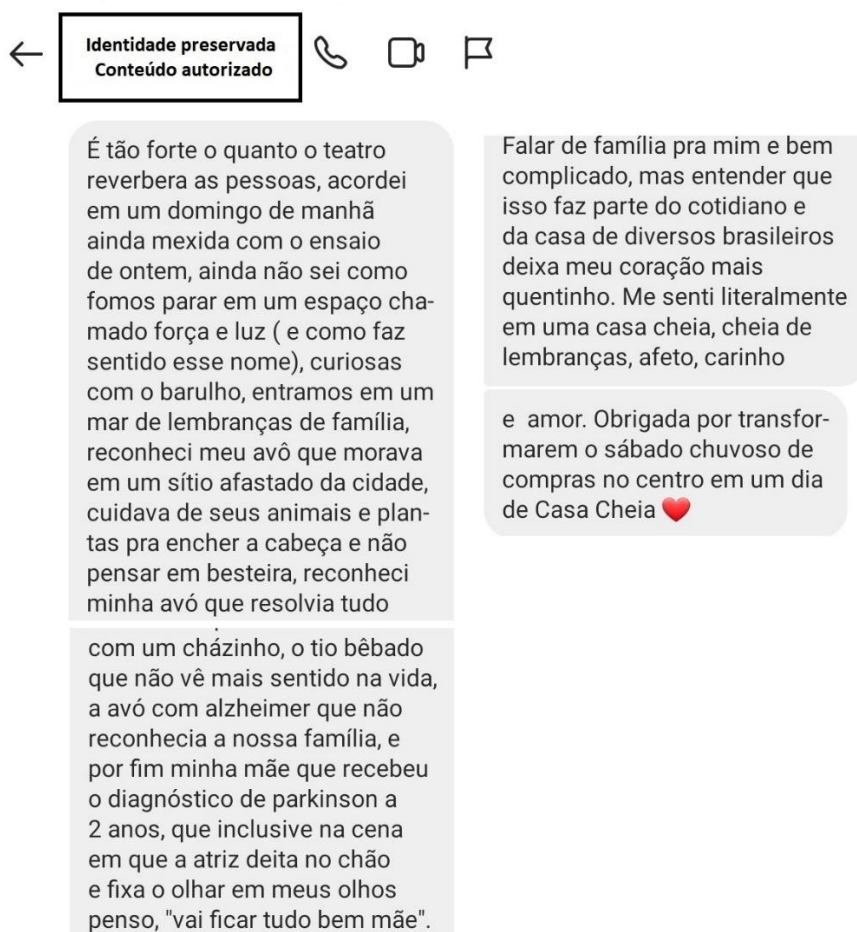 Identidade preservada
Conteúdo autorizado
É tão forte o quanto o teatro
reverbera as pessoas, acordei
em um domingo de manhã
ainda mexida com o ensaio
de ontem, ainda não sei como
fomos parar em um espaço cha-
mado força e luz ( e como faz
sentido esse nome), curiosas
com o barulho, entramos em um
mar de lembranças de família,
reconheci meu avô que morava
em um sítio afastado da cidade,
cuidava de seus animais e plan-
tas pra encher a cabeça e não
pensar em besteira, reconheci
minha avó que resolvia tudo
com um cházinho, o tio bêbado
que não vê mais sentido na vida,
a avó com alzheimer que não
reconhecia a nossa família, e
por fim minha mãe que recebeu
o diagnóstico de parkinson a
2 anos, que inclusive na cena
em que a atriz deita no chão
e fixa o olhar em meus olhos
penso, "vai ficar tudo bem mãe".
Falar de família pra mim e bem
complicado, mas entender que
isso faz parte do cotidiano e
da casa de diversos brasileiros
deixa meu coração mais
quentinho. Me senti literalmente
em uma casa cheia, cheia de
lembranças, afeto, carinho
e amor. Obrigada por transfor-
marem o sábado chuvoso de
compras no centro em um dia
de Casa Cheia ❤️